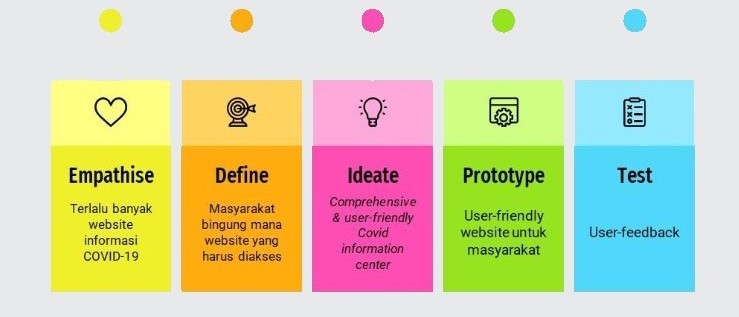 Empathise
Terlalu banyak
website
informasi
COVID-19
Define
Masyarakat
bingung mana
website yang
harus diakses
Ideate
Comprehensive
& user-friendly
Covid
information
center
Prototype
User-friendly
website untuk
masyarakat
Test
User-feedback